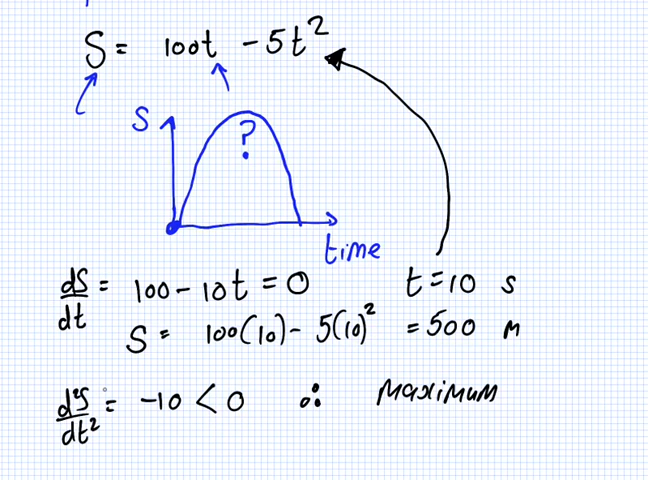 S = 100t - 5t²
S
?
time
dS/dt = 100 - 10t = 0 t = 10 s
S = 100(10) - 5(10)² = 500 m
d²S/dt² = -10 < 0 ∴ Maximum